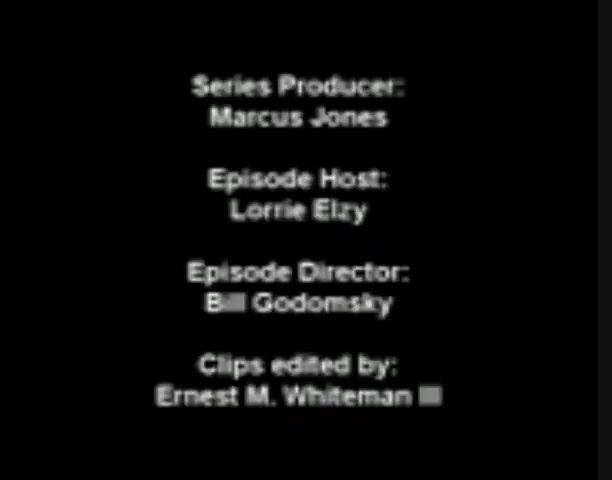 Series Producer:
Marcus Jones
Episode Host:
Lorrie Elzy
Episode Director:
Bill Godomsky
Clips edited by:
Ernest M. Whiteman III